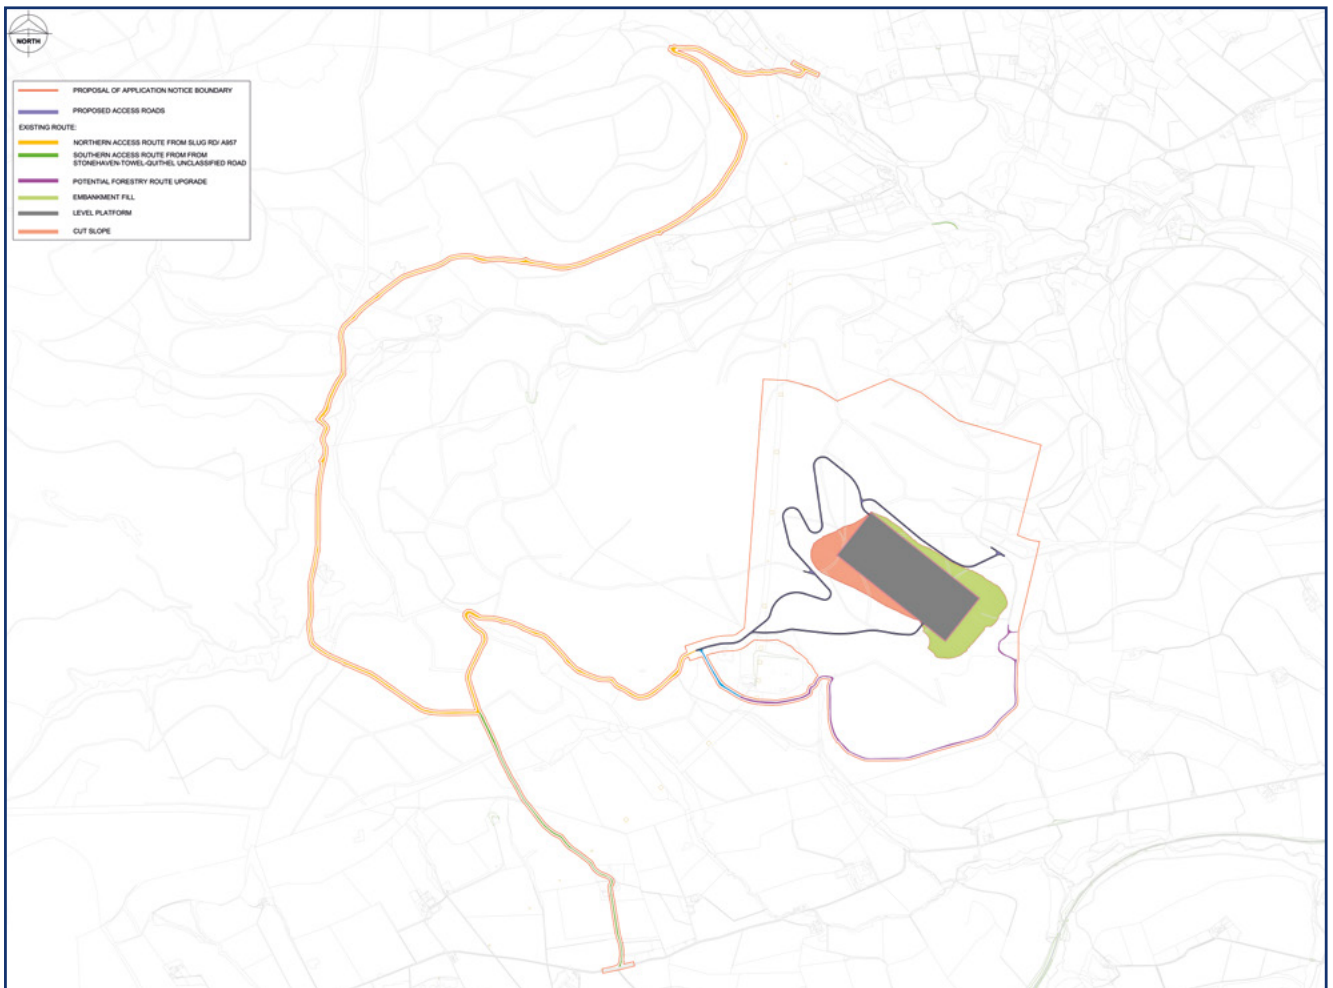 NORTH
PROPOSAL OF APPLICATION NOTICE BOUNDARY
PROPOSED ACCESS ROADS
EXISTING ROUTE:
NORTHERN ACCESS ROUTE FROM SLUG RD/ A957
SOUTHERN ACCESS ROUTE FROM FROM
STONEHAVEN-TOWEL-QUITHEL UNCLASSIFIED ROAD
POTENTIAL FORESTRY ROUTE UPGRADE
EMBANKMENT FILL
LEVEL PLATFORM
CUT SLOPE